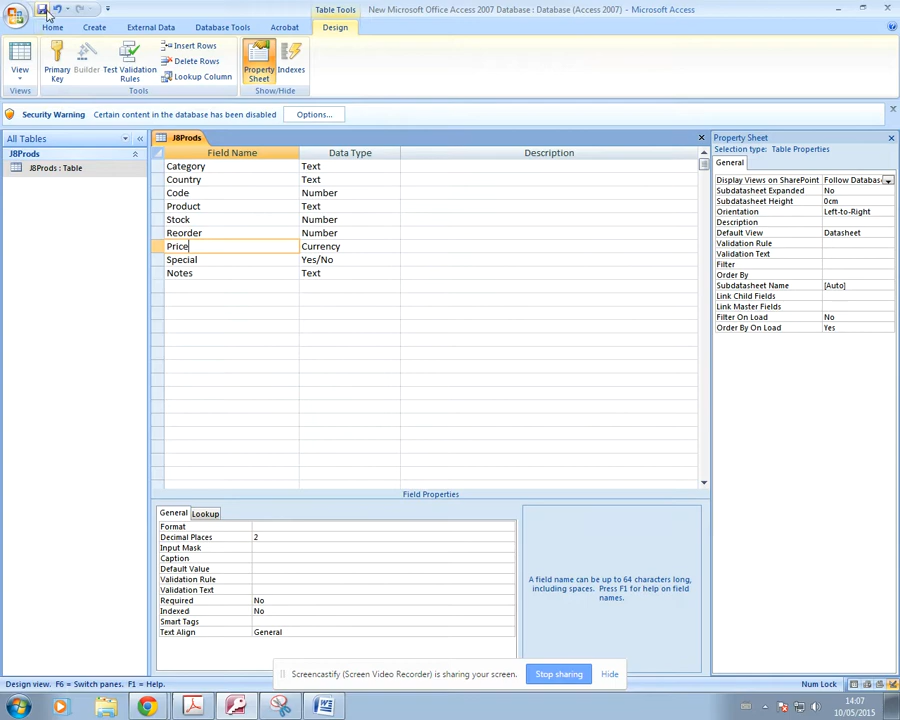 Table Tools
New Microsoft Office Access 2007 Database : Database (Access 2007) - Microsoft Access
Home Create External Data Database Tools Acrobat Design
View
Primary Key
Builder
Test Validation Rules
Insert Rows
Delete Rows
Lookup Column
Property Sheet
Indexes
Views Tools Show/Hide
Security Warning Certain content in the database has been disabled Options...
All Tables
J8Prods
J8Prods : Table
J8Prods
Field Name Data Type Description
Category Text
Country Text
Code Number
Product Text
Stock Number
Reorder Number
Price Currency
Special Yes/No
Notes Text
Property Sheet
Selection type: Table Properties
General
Display Views on SharePoint Follow Databas
Subdatasheet Expanded No
Subdatasheet Height 0cm
Orientation Left-to-Right
Description
Default View Datasheet
Validation Rule
Validation Text
Filter
Order By
Subdatasheet Name [Auto]
Link Child Fields
Link Master Fields
Filter On Load No
Order By On Load Yes
Field Properties
General Lookup
Format
Decimal Places 2
Input Mask
Caption
Default Value
Validation Rule
Validation Text
Required No
Indexed No
Smart Tags
Text Align General
A field name can be up to 64 characters long,
including spaces. Press F1 for help on field
names.
Screencastify (Screen Video Recorder) is sharing your screen. Stop sharing Hide
Design view. F6 = Switch panes. F1 = Help. Num Lock
14:07
10/05/2015